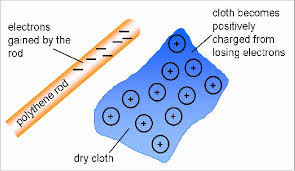 electrons
gained by the
rod
cloth becomes
positively
charged from
losing electrons
polythene rod
dry cloth